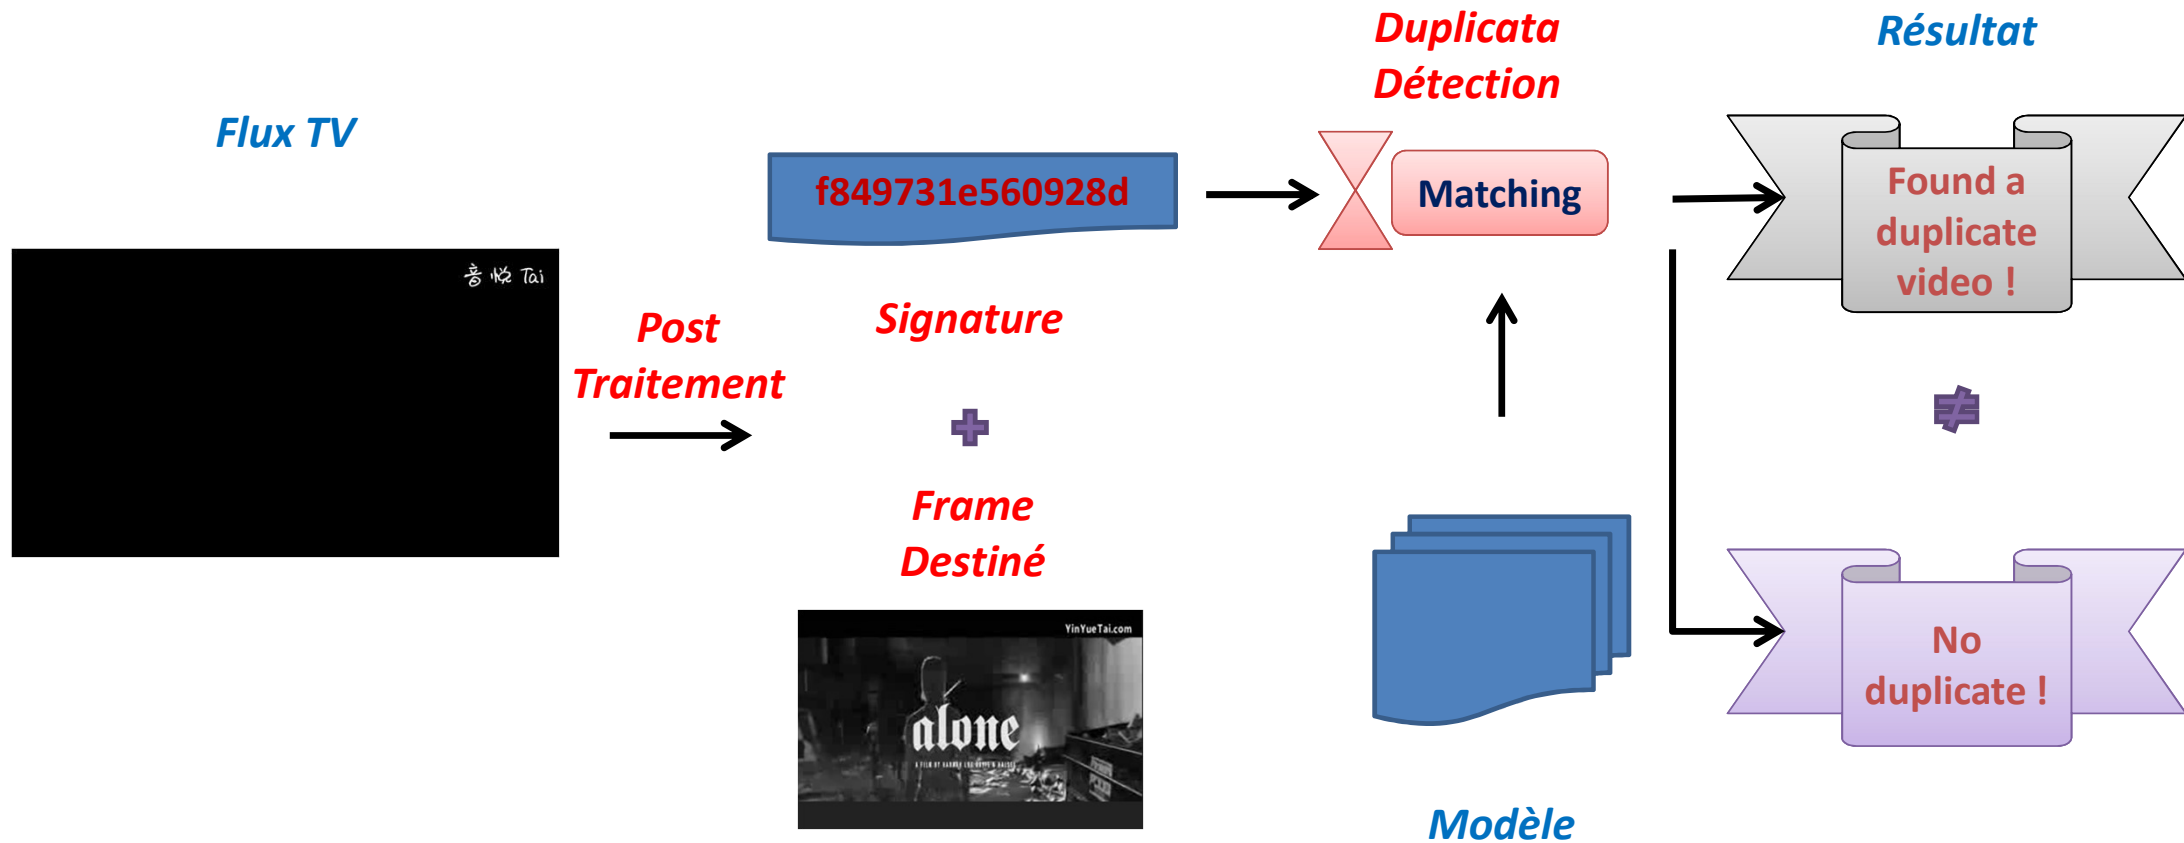 Flux TV
音悦Tai
Post
Traitement
f849731e560928d
Signature
Frame
Destiné
YinYueTai.com
alone
Duplicata
Détection
Matching
Modèle
Résultat
Found a
duplicate
video !
≠
No
duplicate !